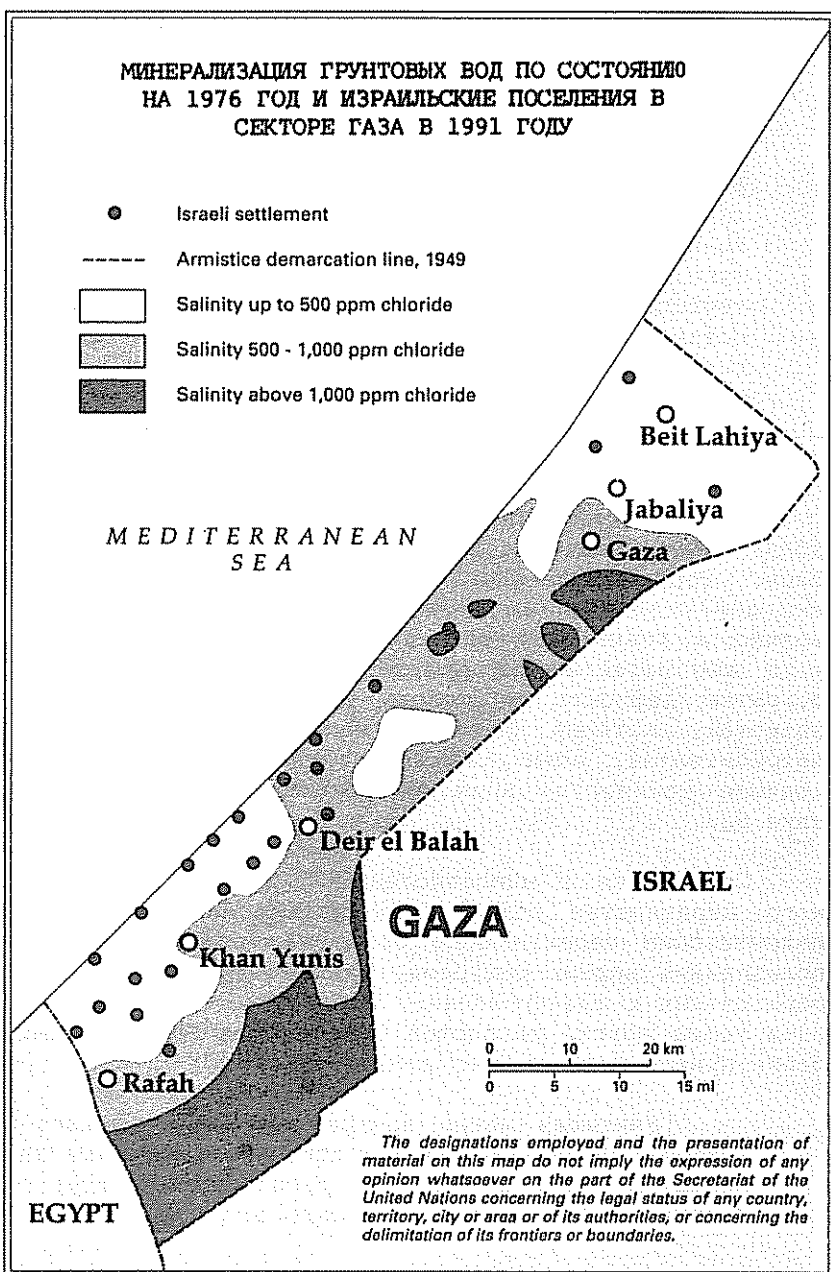 МИНЕРАЛИЗАЦИЯ ГРУНТОВЫХ ВОД ПО СОСТОЯНИЮ
НА 1976 ГОД И ИЗРАИЛЬСКИЕ ПОСЕЛЕНИЯ В
СЕКТОРЕ ГАЗА В 1991 ГОДУ
Israeli settlement
Armistice demarcation line, 1949
Salinity up to 500 ppm chloride
Salinity 500 - 1,000 ppm chloride
Salinity above 1,000 ppm chloride
Beit Lahiya
Jabaliya
MEDITERRANEAN
SEA
Gaza
Deir el Balah
ISRAEL
GAZA
Khan Yunis
0 10 20 km
0 5 10 15 mi
Rafah
The designations employed and the presentation of
material on this map do not imply the expression of any
opinion whatsoever on the part of the Secretariat of the
United Nations concerning the legal status of any country,
territory, city or area or of its authorities, or concerning the
delimitation of its frontiers or boundaries.
EGYPT